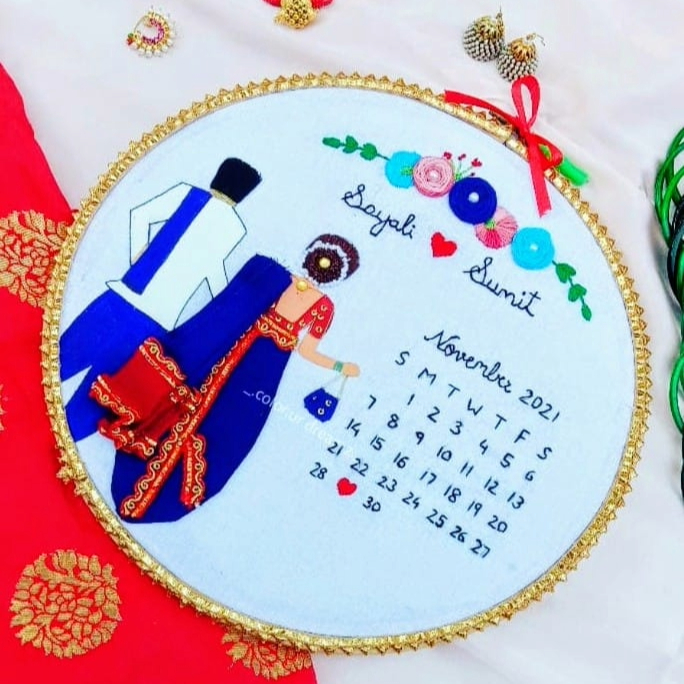 Sayali ❤ Sumit
November 2021
S M T W T F S
1 2 3 4 5 6
7 8 9 10 11 12 13
14 15 16 17 18 19 20
21 22 23 24 25 26 27
28 ❤ 30